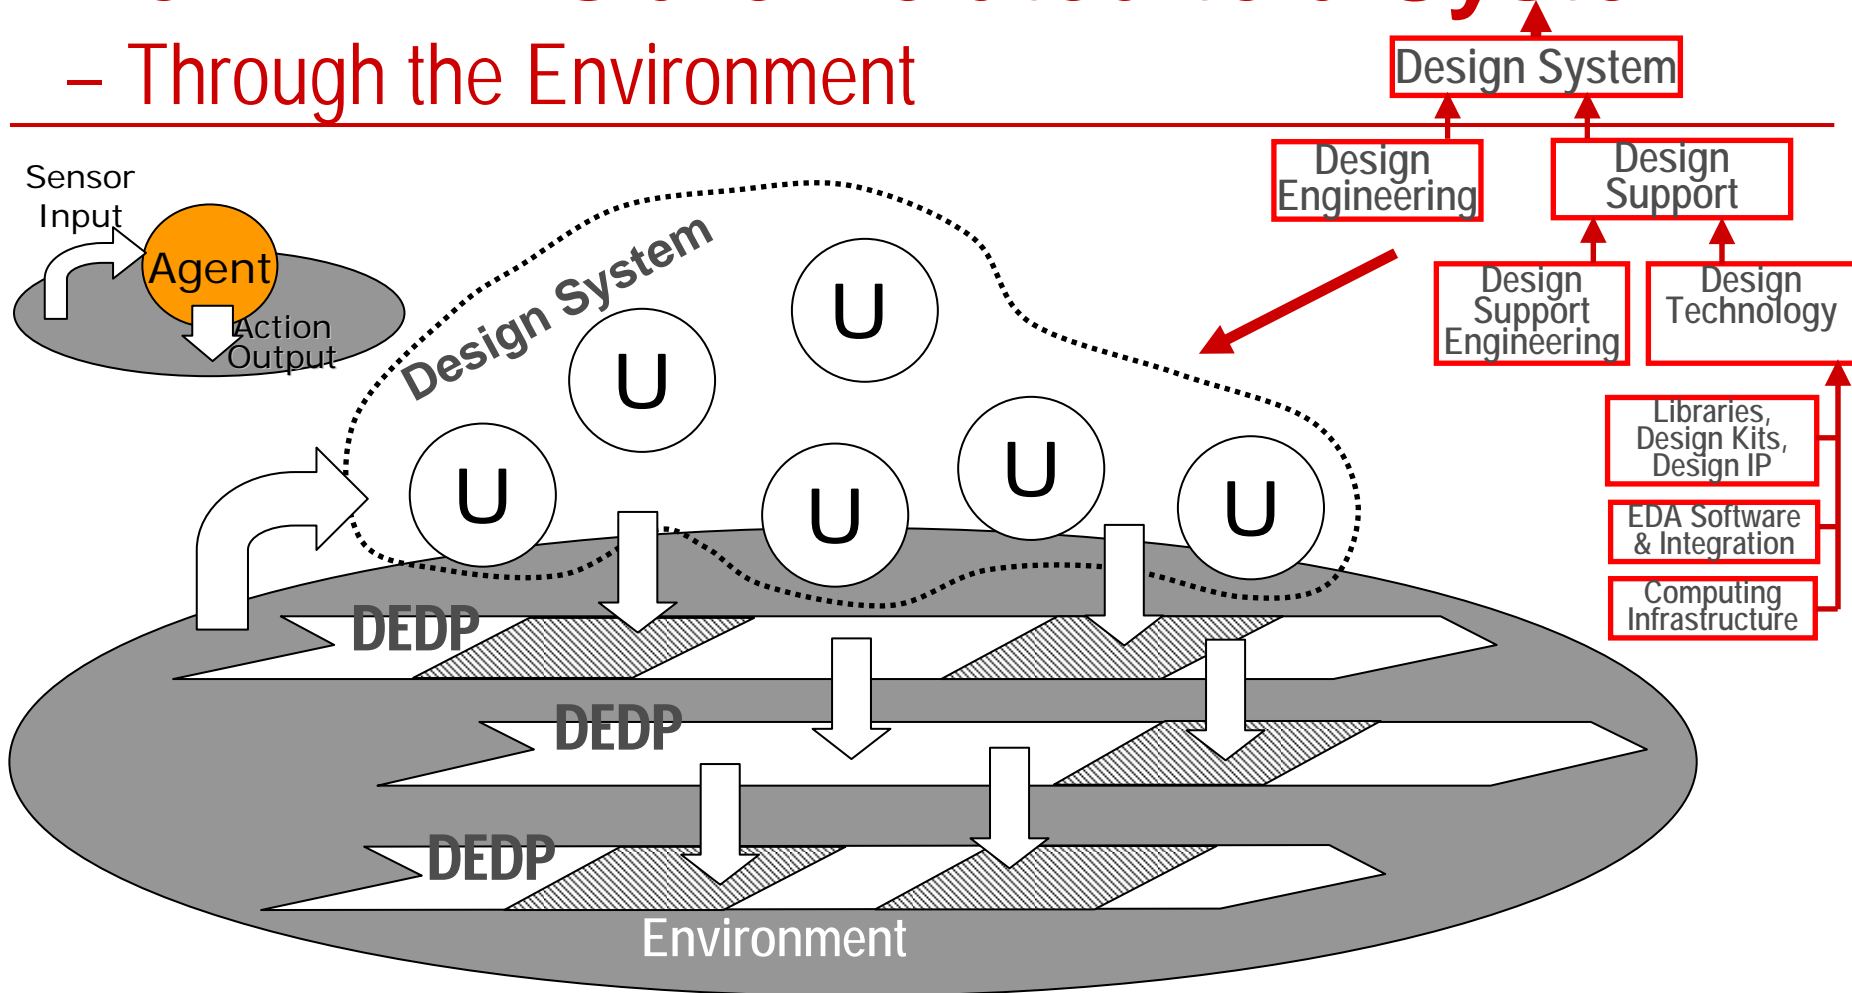 – Through the Environment
Design System
Design
Engineering
Design
Support
Design
Support
Engineering
Design
Technology
Libraries,
Design Kits,
Design IP
EDA Software
& Integration
Computing
Infrastructure
Sensor
Input
Agent
Action
Output
Design System
U
U
U
U
U
U
DEDP
DEDP
DEDP
Environment